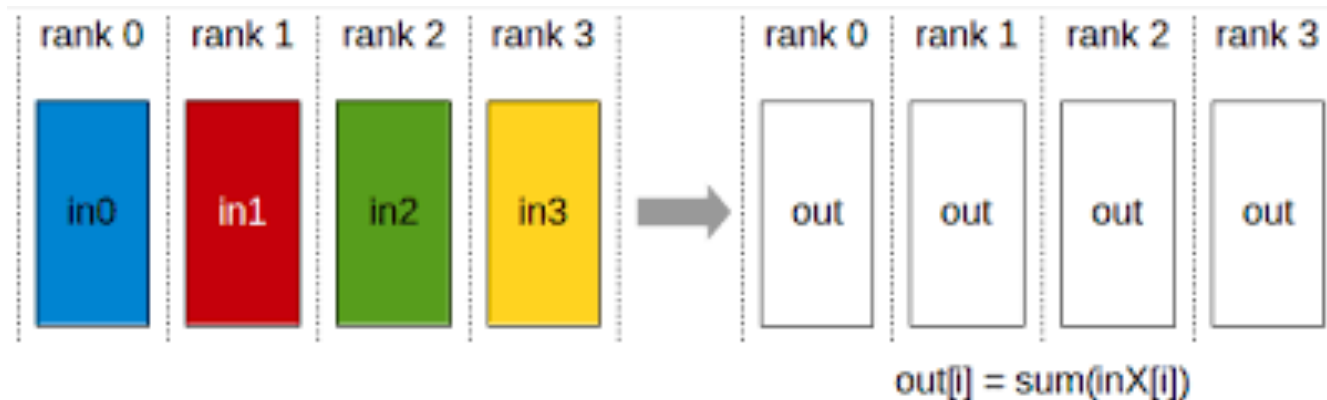 rank 0 rank 1 rank 2 rank 3 rank 0 rank 1 rank 2 rank 3
in0 in1 in2 in3 out out out out
out[i] = sum(inX[i])